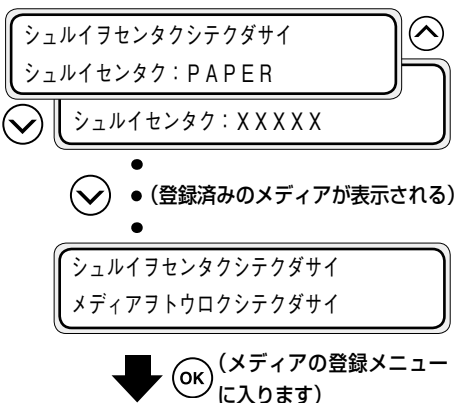 シュルイヲセンタクシテクダサイ
シュルイセンタク：PAPER
シュルイセンタク：XXXXX
（登録済みのメディアが表示される）
シュルイヲセンタクシテクダサイ
メディアヲトウロクシテクダサイ
OK
（メディアの登録メニュー
に入ります）